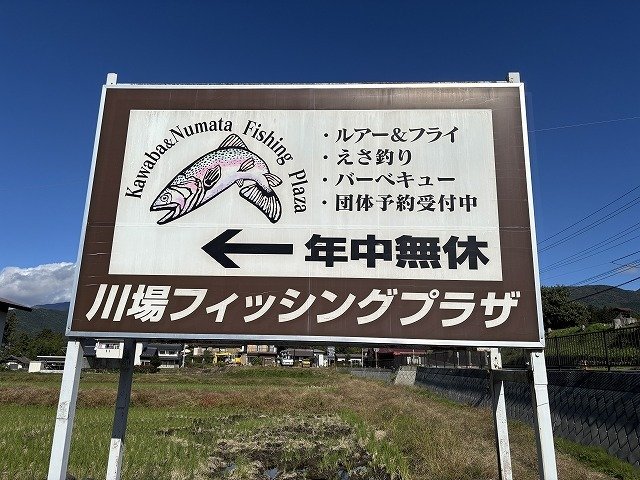 Kawaba&Numata Fishing Plaza
・ルアー&フライ
・えさ釣り
・バーベキュー
・団体予約受付中
←年中無休
川場フィッシングプラザ